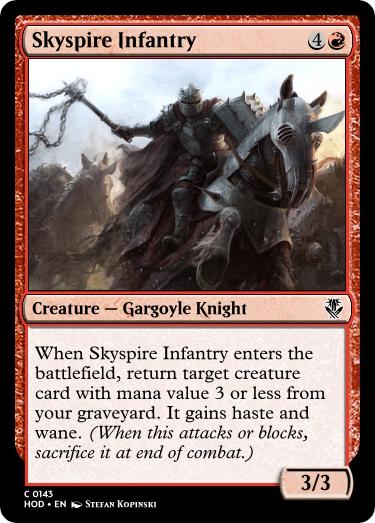 Skyspire Infantry 4
Creature — Gargoyle Knight
When Skyspire Infantry enters the
battlefield, return target creature
card with mana value 3 or less from
your graveyard. It gains haste and
wane. (When this attacks or blocks,
sacrifice it at end of combat.)
3/3
C 0143
HOD • EN Stefan Kopinski